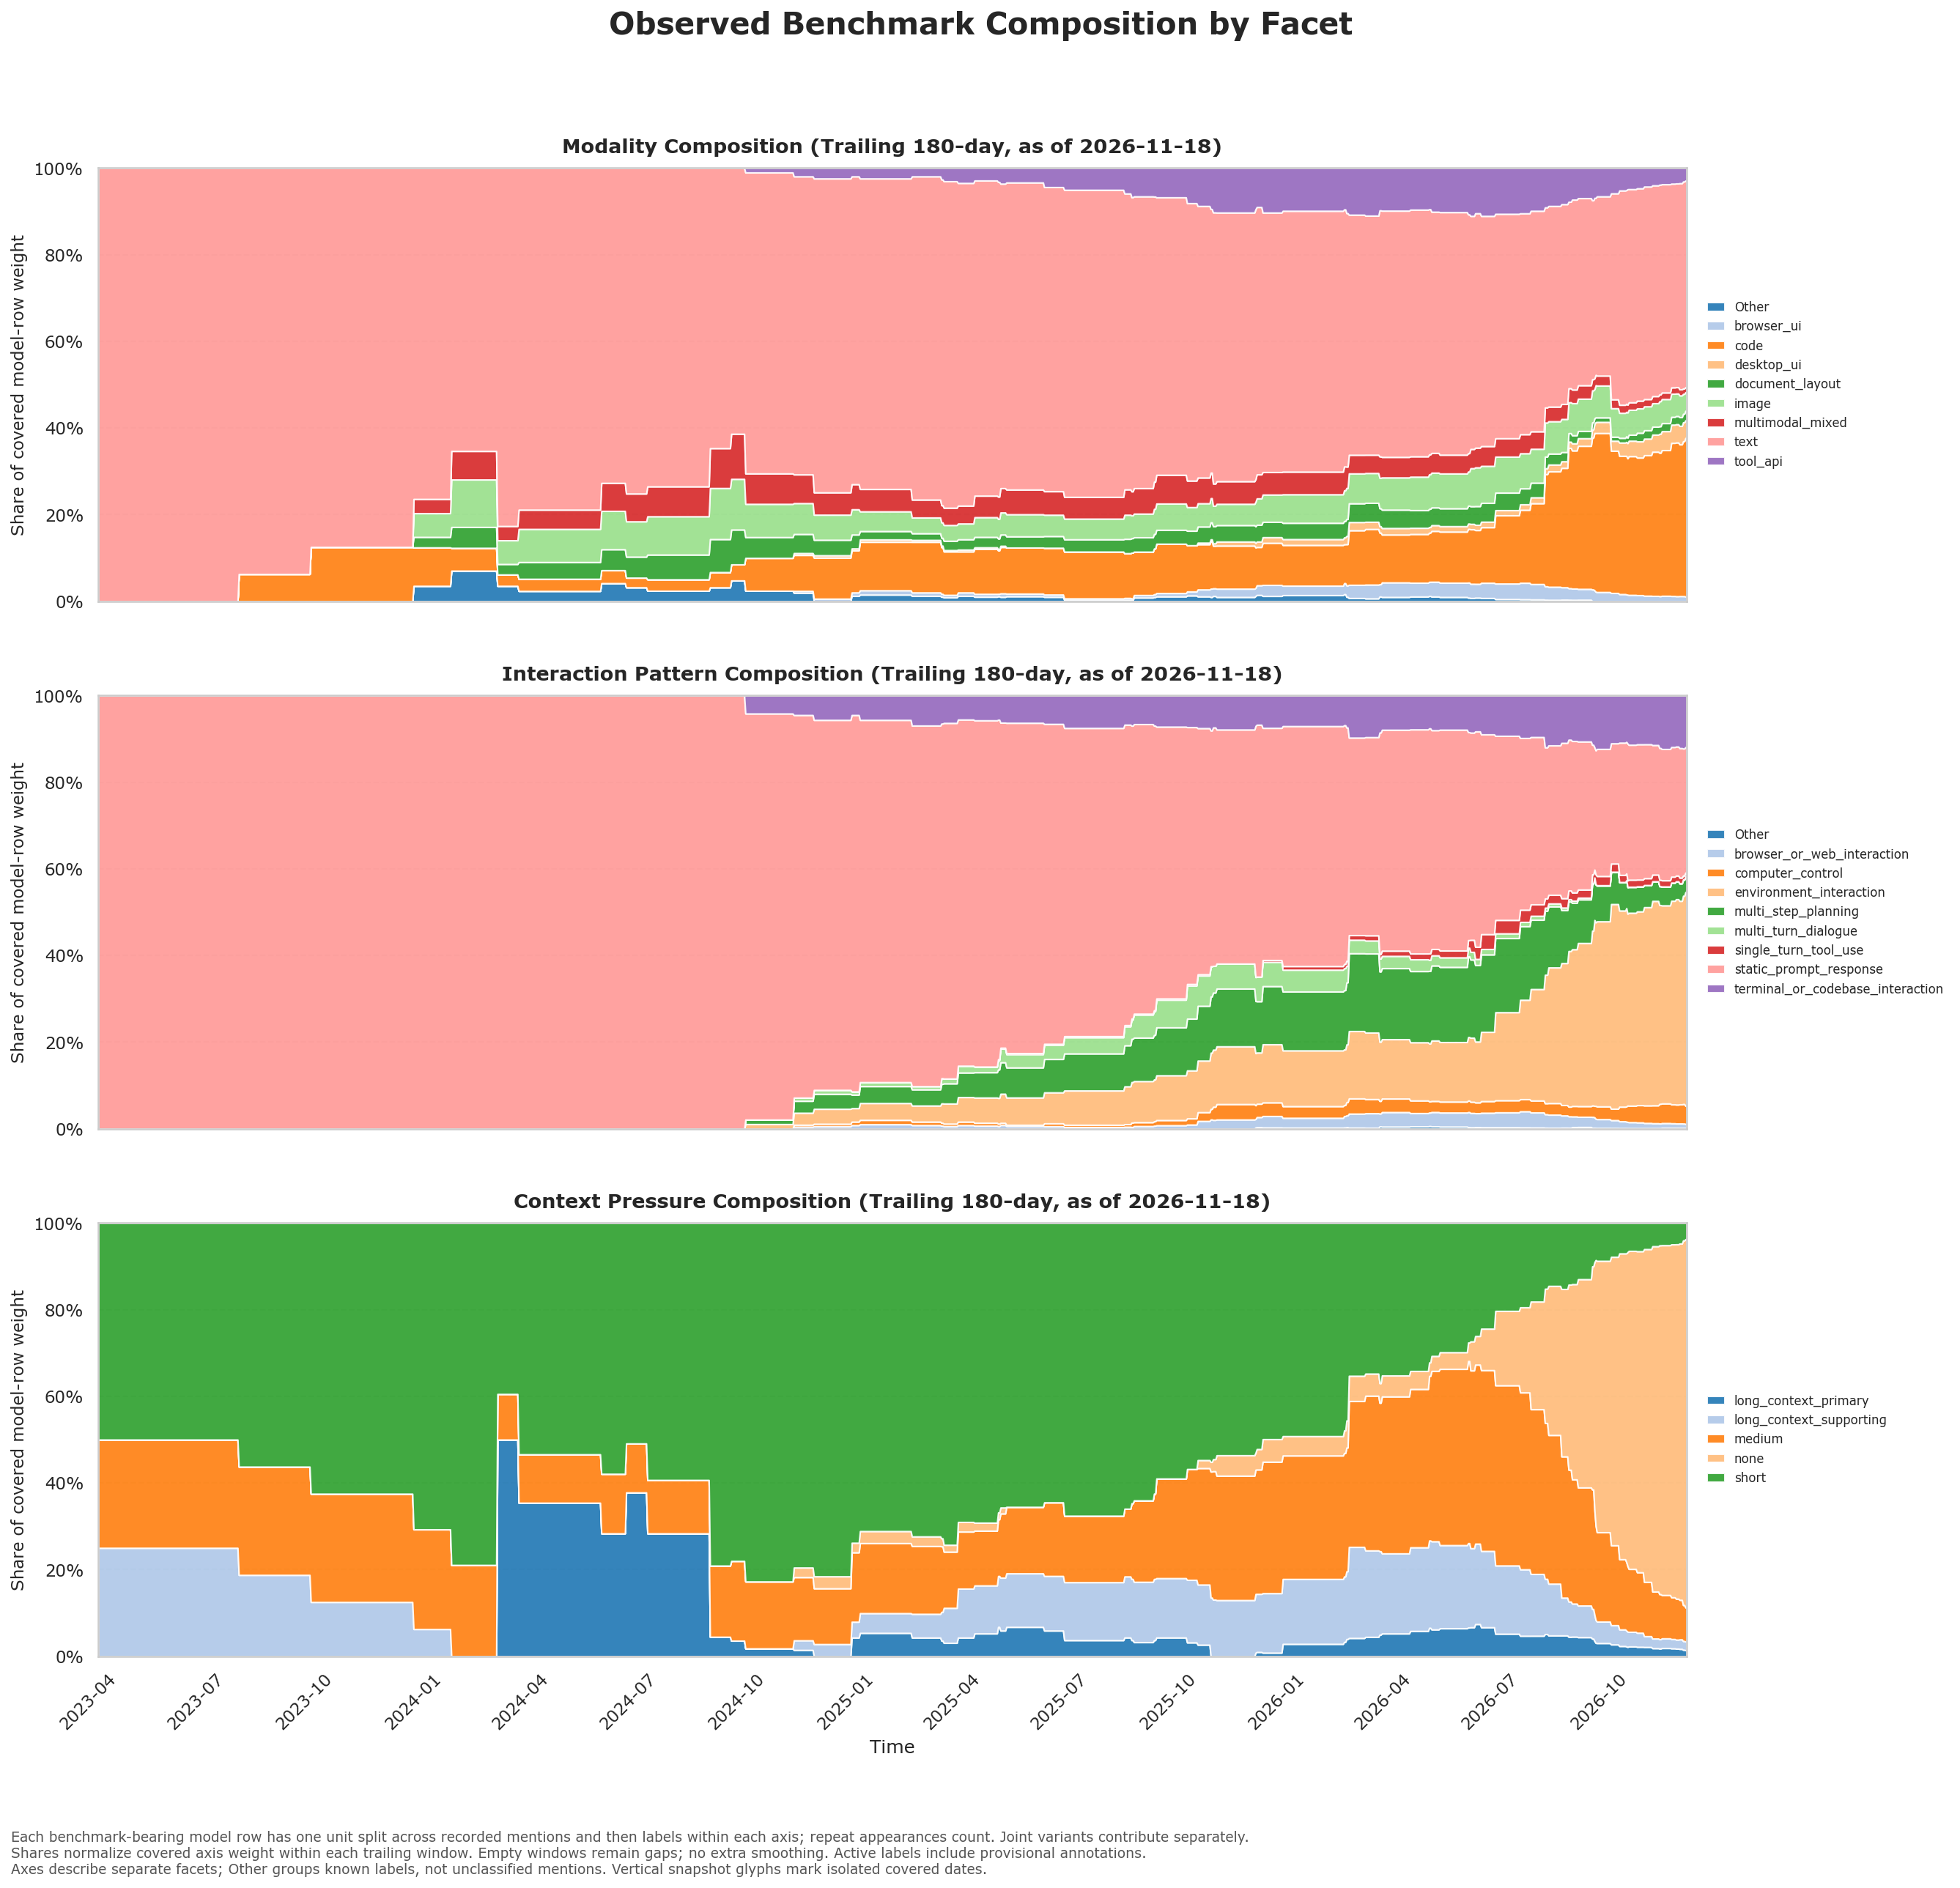 Observed Benchmark Composition by Facet
Modality Composition (Trailing 180-day, as of 2026-11-18)
Share of covered model-row weight
100%
80%
60%
40%
20%
0%
Other
browser_ui
code
desktop_ui
document_layout
image
multimodal_mixed
text
tool_api
Interaction Pattern Composition (Trailing 180-day, as of 2026-11-18)
Share of covered model-row weight
100%
80%
60%
40%
20%
0%
Other
browser_or_web_interaction
computer_control
environment_interaction
multi_step_planning
multi_turn_dialogue
single_turn_tool_use
static_prompt_response
terminal_or_codebase_interaction
Context Pressure Composition (Trailing 180-day, as of 2026-11-18)
Share of covered model-row weight
100%
80%
60%
40%
20%
0%
long_context_primary
long_context_supporting
medium
none
short
2023-04
2023-07
2023-10
2024-01
2024-04
2024-07
2024-10
2025-01
2025-04
2025-07
2025-10
2026-01
2026-04
2026-07
2026-10
Time
Each benchmark-bearing model row has one unit split across recorded mentions and then labels within each axis; repeat appearances count. Joint variants contribute separately.
Shares normalize covered axis weight within each trailing window. Empty windows remain gaps; no extra smoothing. Active labels include provisional annotations.
Axes describe separate facets; Other groups known labels, not unclassified mentions. Vertical snapshot glyphs mark isolated covered dates.